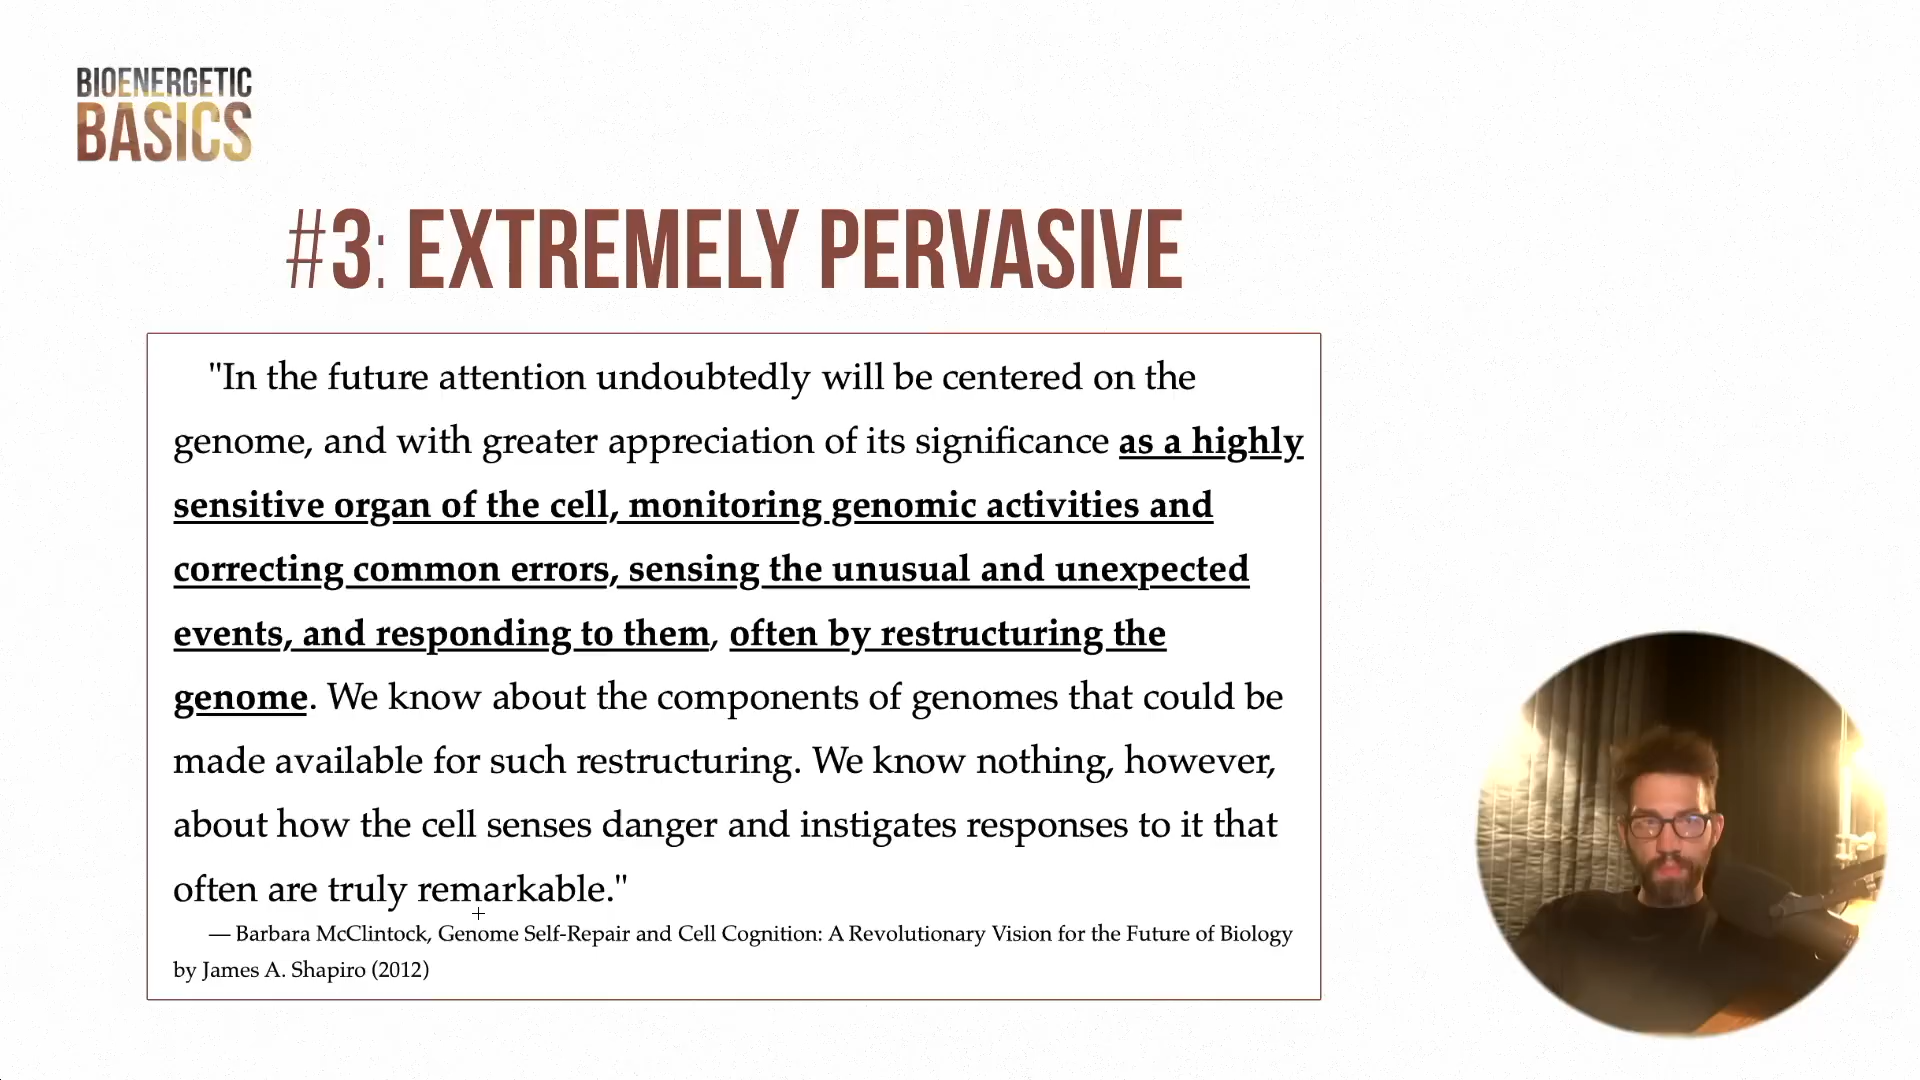 BIOENERGETIC
BASICS
#3: EXTREMELY PERVASIVE
"In the future attention undoubtedly will be centered on the
genome, and with greater appreciation of its significance as a highly
sensitive organ of the cell, monitoring genomic activities and
correcting common errors, sensing the unusual and unexpected
events, and responding to them, often by restructuring the
genome. We know about the components of genomes that could be
made available for such restructuring. We know nothing, however,
about how the cell senses danger and instigates responses to it that
often are truly remarkable."
— Barbara McClintock, Genome Self-Repair and Cell Cognition: A Revolutionary Vision for the Future of Biology
by James A. Shapiro (2012)